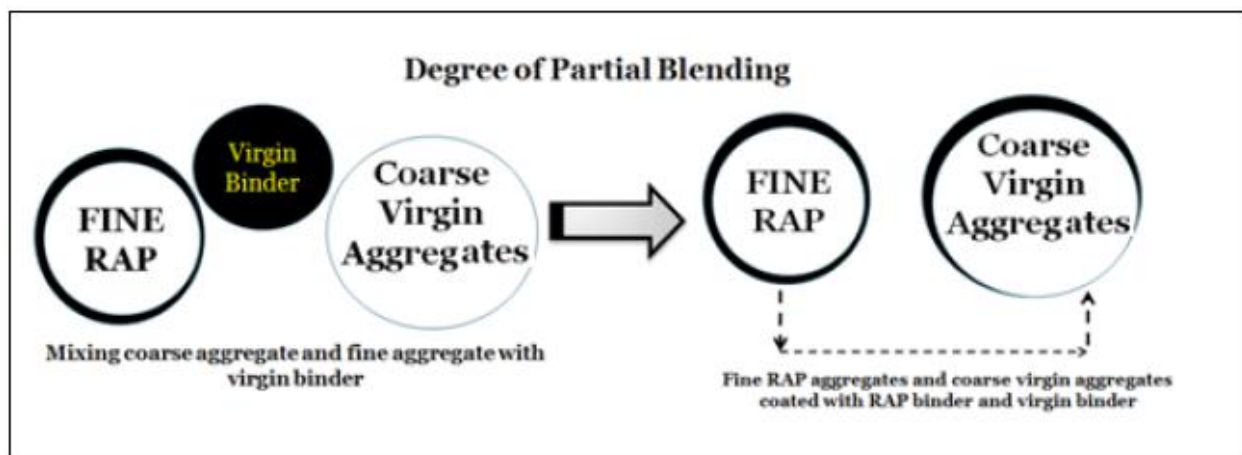 Degree of Partial Blending
Virgin
Binder
FINE
RAP
Coarse
Virgin
Aggregates
Mixing coarse aggregate and fine aggregate with
virgin binder
FINE
RAP
Coarse
Virgin
Aggregates
Fine RAP aggregates and coarse virgin aggregates
coated with RAP binder and virgin binder